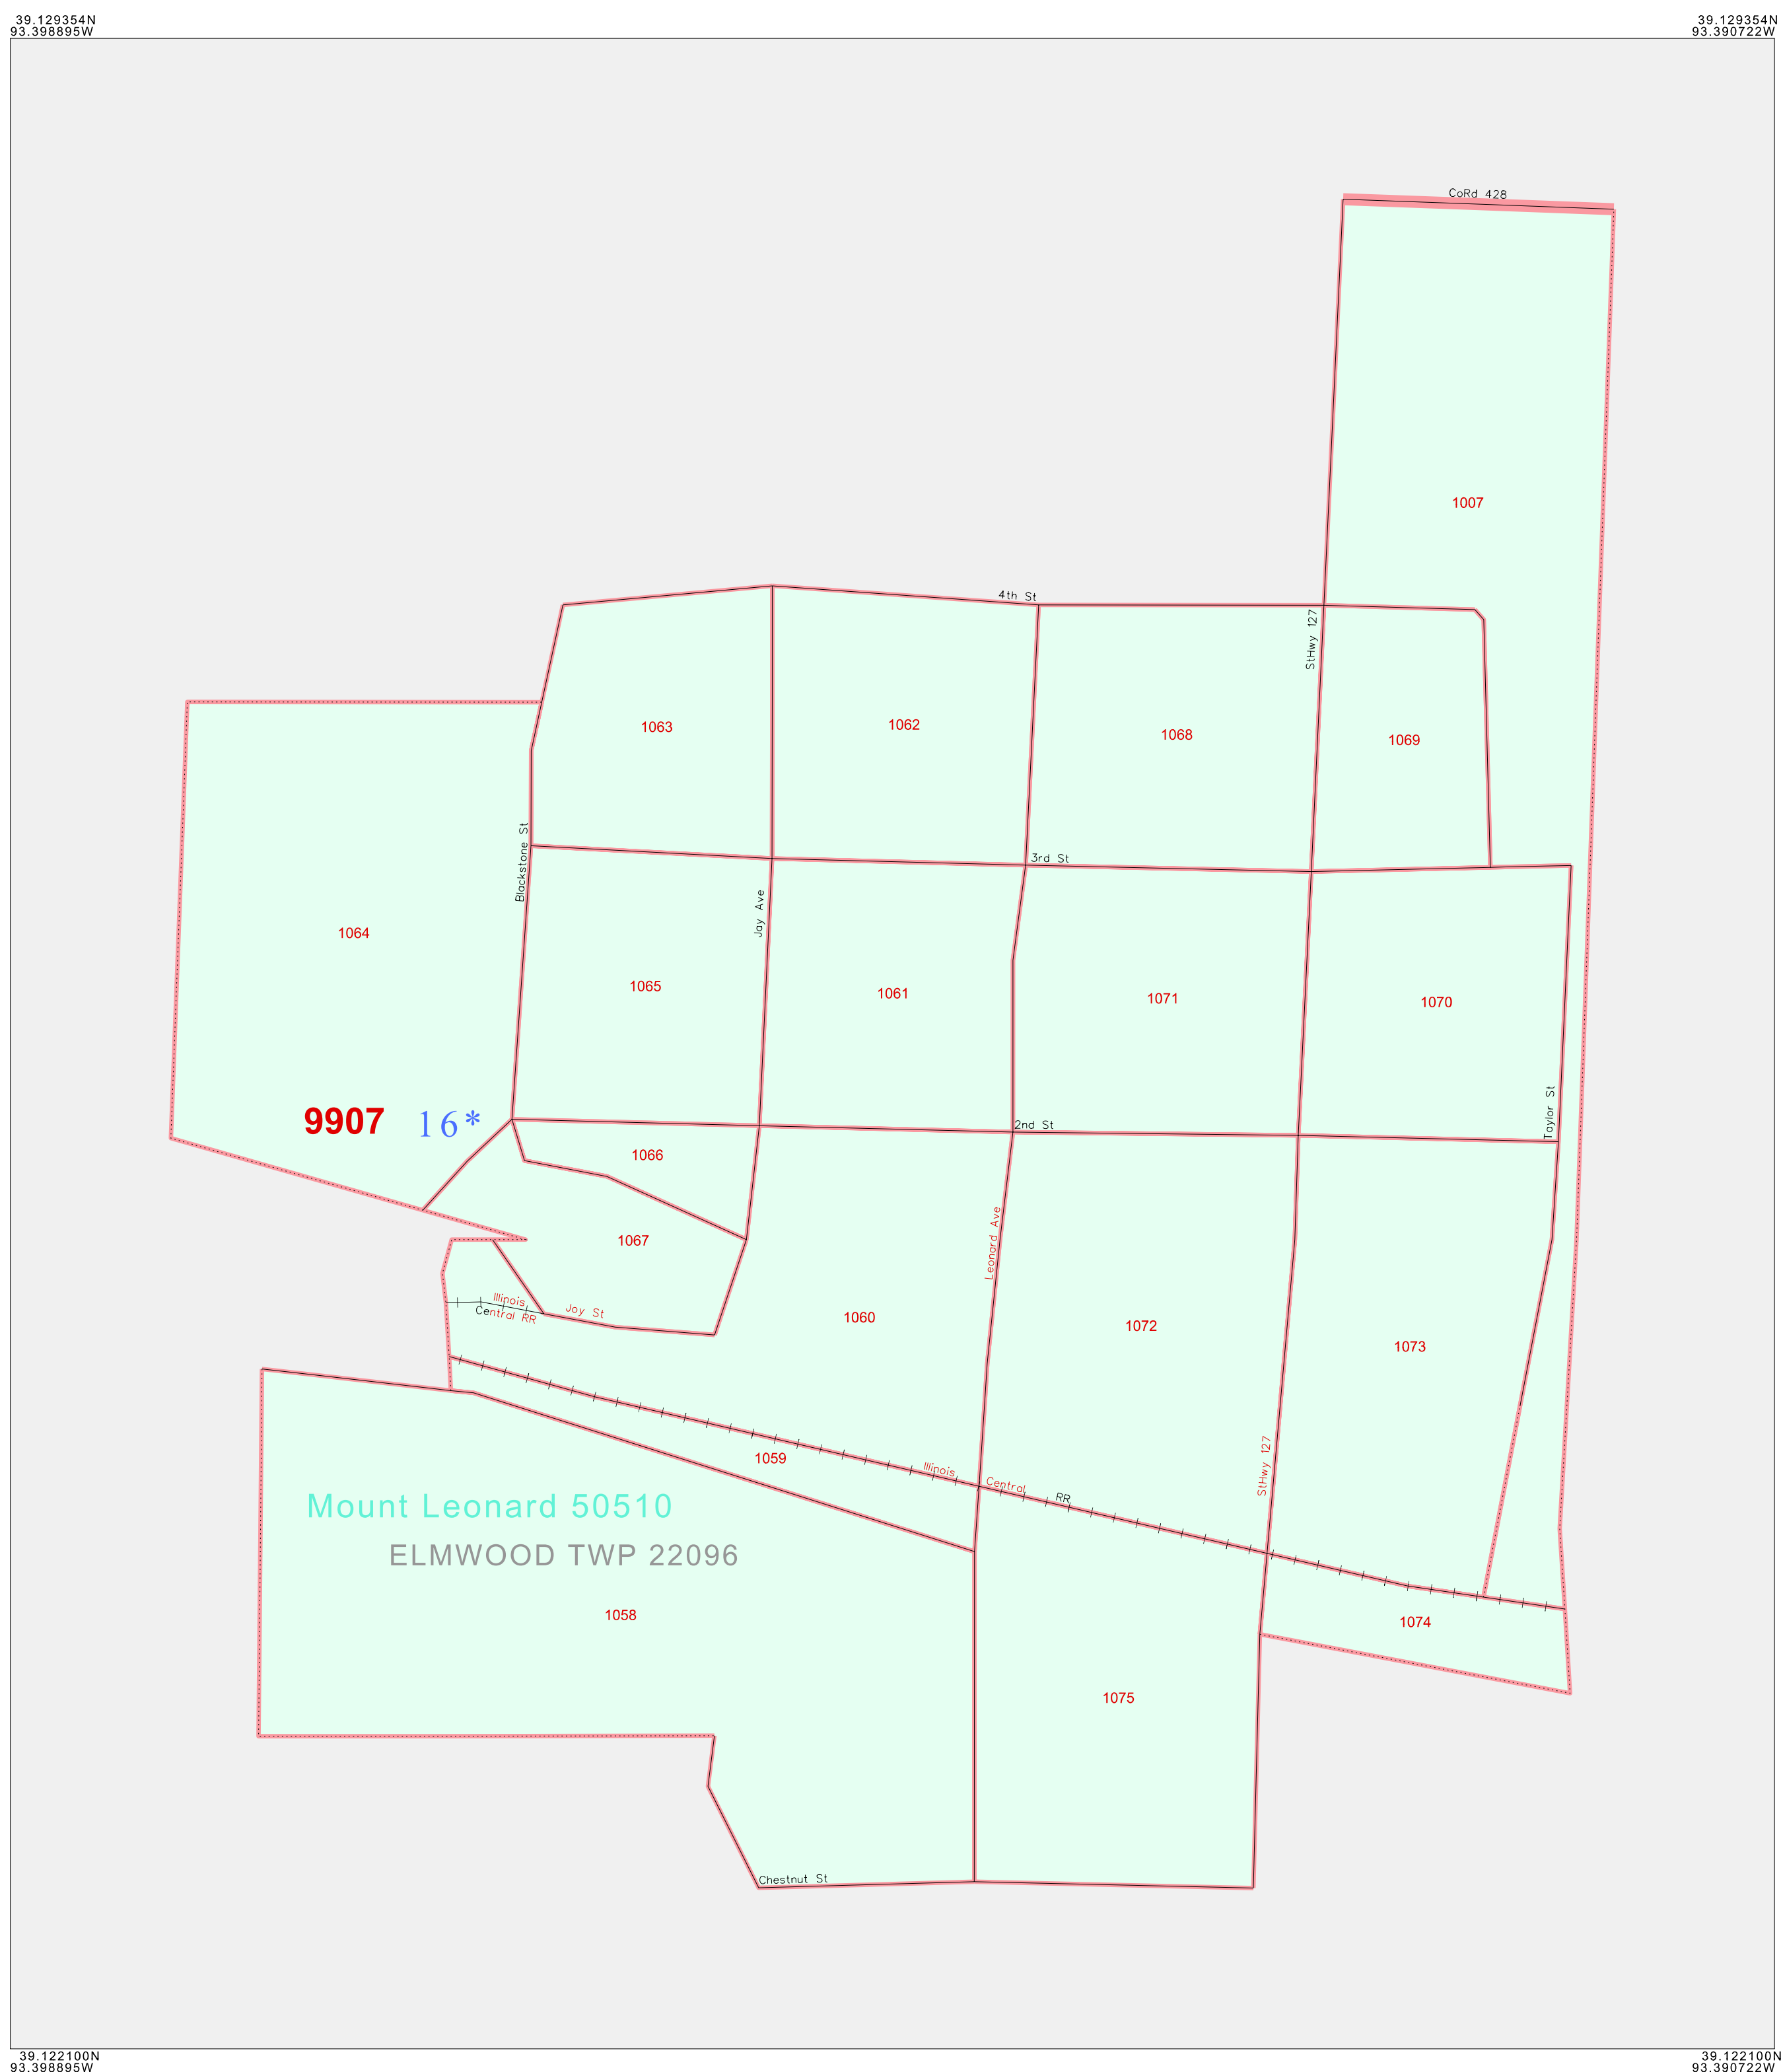 39.129354N
93.398895W
39.129354N
93.390722W
CoRd 428
1007
4th St
StHwy 127
1063
1062
1068
1069
Blackstone St
3rd St
Jay Ave
1064
1065
1061
1071
1070
Taylor St
9907 16*
2nd St
1066
1067
Leonard Ave
Illinois
Central RR
Joy St
1060
1072
1073
1059
Illinois Central RR
StHwy 127
Mount Leonard 50510
ELMWOOD TWP 22096
1058
1074
1075
Chestnut St
39.122100N
93.398895W
39.122100N
93.390722W